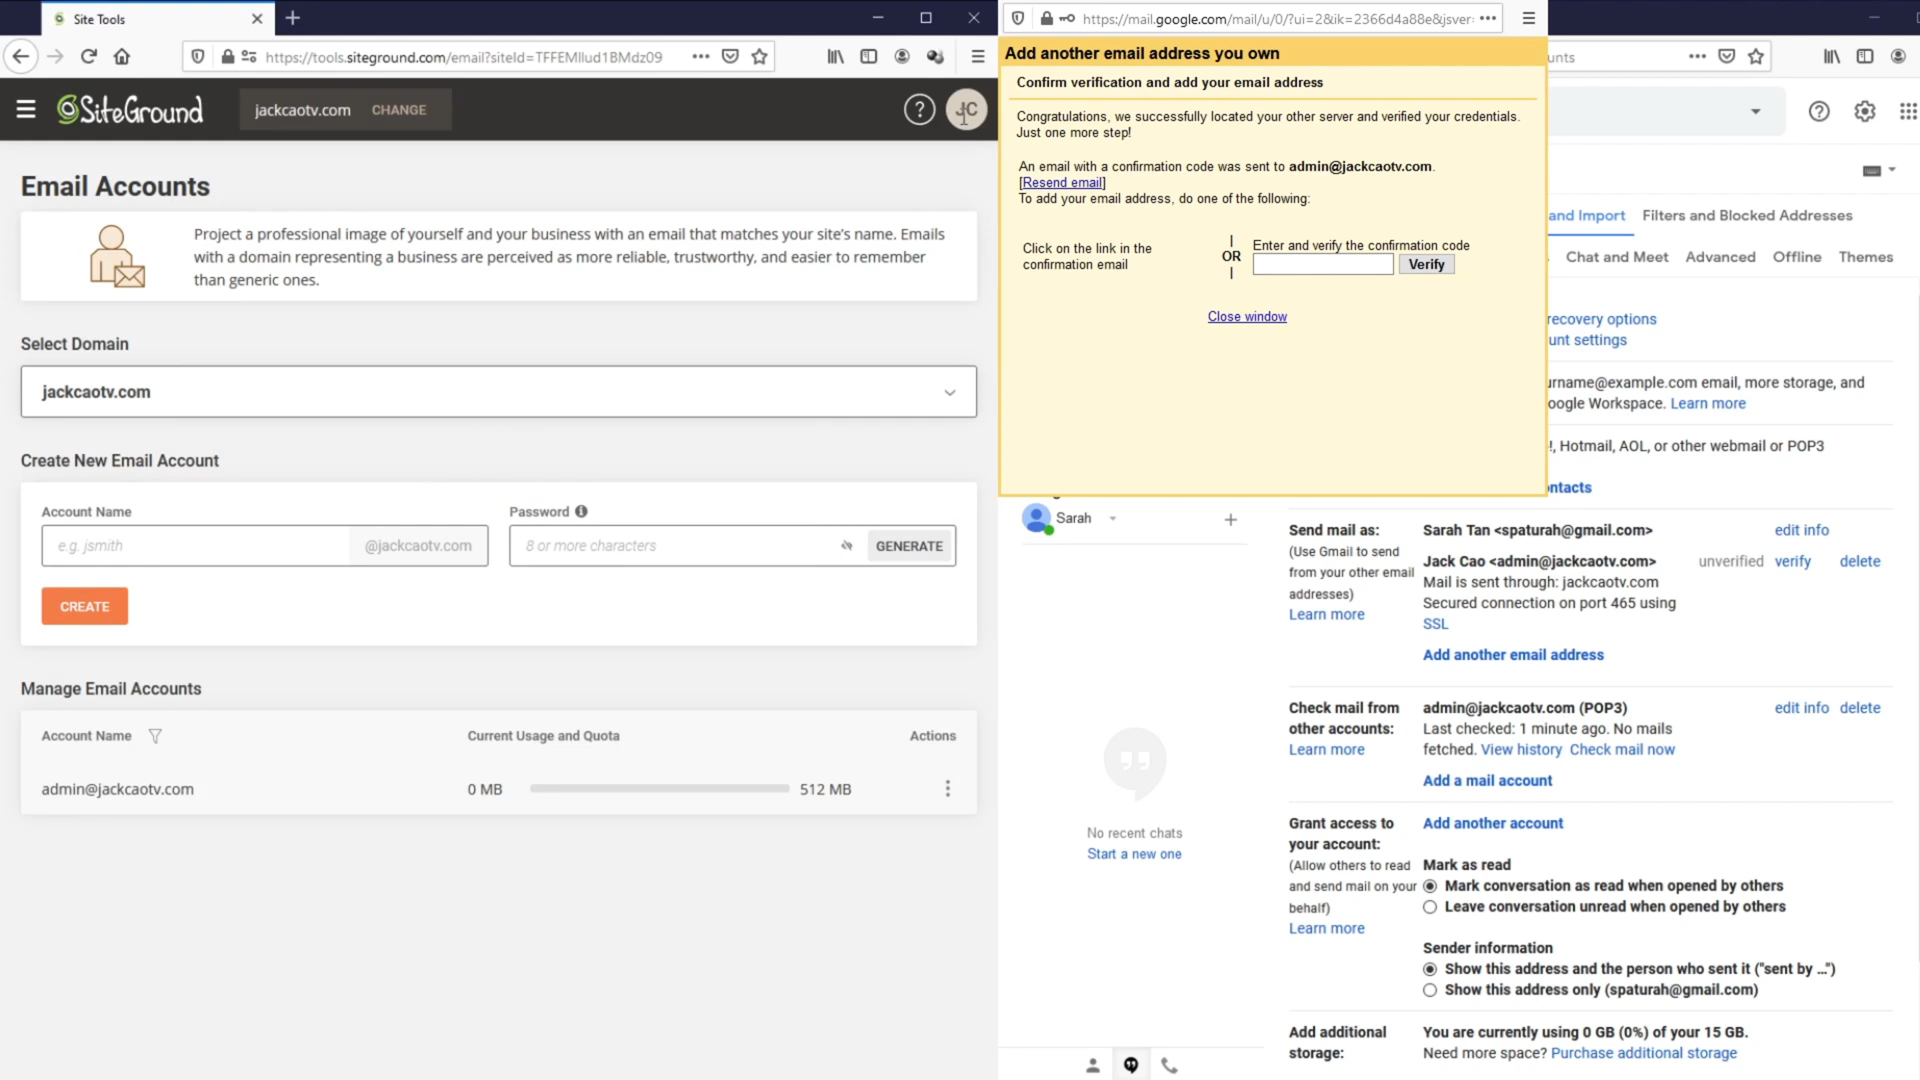 Site Tools
https://tools.siteground.com/email?siteId=TFFEMllud1BMdz09
SiteGround
jackcaotv.com CHANGE
JC
Email Accounts
Project a professional image of yourself and your business with an email that matches your site's name. Emails
with a domain representing a business are perceived as more reliable, trustworthy, and easier to remember
than generic ones.
Select Domain
jackcaotv.com
Create New Email Account
Account Name
Password
e.g. jsmith @jackcaotv.com
8 or more characters GENERATE
CREATE
Manage Email Accounts
Account Name Current Usage and Quota Actions
admin@jackcaotv.com 0 MB 512 MB
https://mail.google.com/mail/u/0/?ui=2&ik=2366d4a88e&jsver
Add another email address you own
Confirm verification and add your email address
Congratulations, we successfully located your other server and verified your credentials.
Just one more step!
An email with a confirmation code was sent to admin@jackcaotv.com.
[Resend email]
To add your email address, do one of the following:
Click on the link in the
confirmation email
|
OR
|
Enter and verify the confirmation code
Verify
Close window
unts
and Import Filters and Blocked Addresses
Chat and Meet Advanced Offline Themes
recovery options
unt settings
rname@example.com email, more storage, and
oogle Workspace. Learn more
!, Hotmail, AOL, or other webmail or POP3
ontacts
Sarah
No recent chats
Start a new one
Send mail as:
(Use Gmail to send
from your other email
addresses)
Learn more
Sarah Tan <spaturah@gmail.com> edit info
Jack Cao <admin@jackcaotv.com> unverified verify delete
Mail is sent through: jackcaotv.com
Secured connection on port 465 using
SSL
Add another email address
Check mail from
other accounts:
Learn more
admin@jackcaotv.com (POP3) edit info delete
Last checked: 1 minute ago. No mails
fetched. View history Check mail now
Add a mail account
Grant access to
your account:
(Allow others to read
and send mail on your
behalf)
Learn more
Add another account
Mark as read
Mark conversation as read when opened by others
Leave conversation unread when opened by others
Sender information
Show this address and the person who sent it ("sent by ...")
Show this address only (spaturah@gmail.com)
Add additional
storage:
You are currently using 0 GB (0%) of your 15 GB.
Need more space? Purchase additional storage